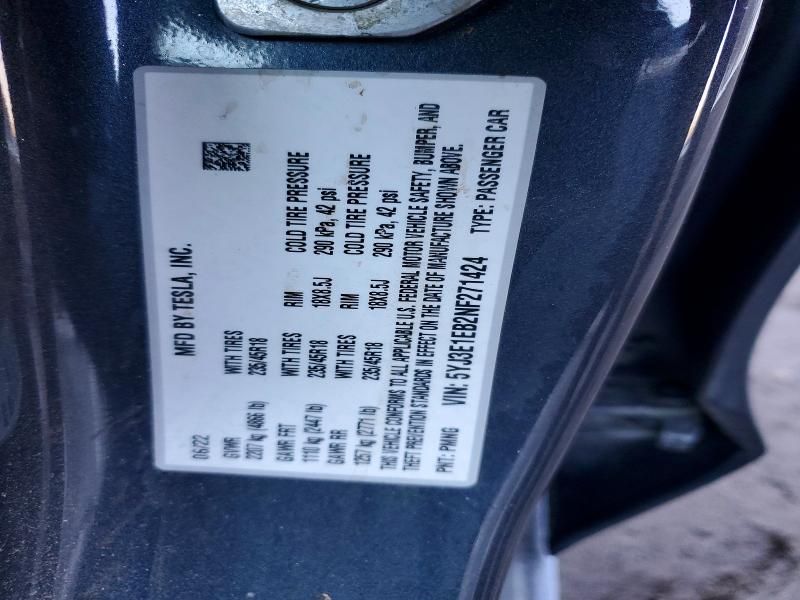 MFD BY TESLA, INC.
06/22
GVWR WITH TIRES RIM COLD TIRE PRESSURE
2207 kg (4866 lb) 235/45R18 18X8.5J 290 kPa, 42 psi
GAWR FRT WITH TIRES RIM COLD TIRE PRESSURE
1110 kg (2447 lb) 235/45R18 18X8.5J 290 kPa, 42 psi
GAWR RR
1257 kg (2771 lb)
THIS VEHICLE CONFORMS TO ALL APPLICABLE U.S. FEDERAL MOTOR VEHICLE SAFETY, BUMPER, AND
THEFT PREVENTION STANDARDS IN EFFECT ON THE DATE OF MANUFACTURE SHOWN ABOVE.
PNT: PMNG VIN: 5YJ3E1EB2NF271424 TYPE: PASSENGER CAR